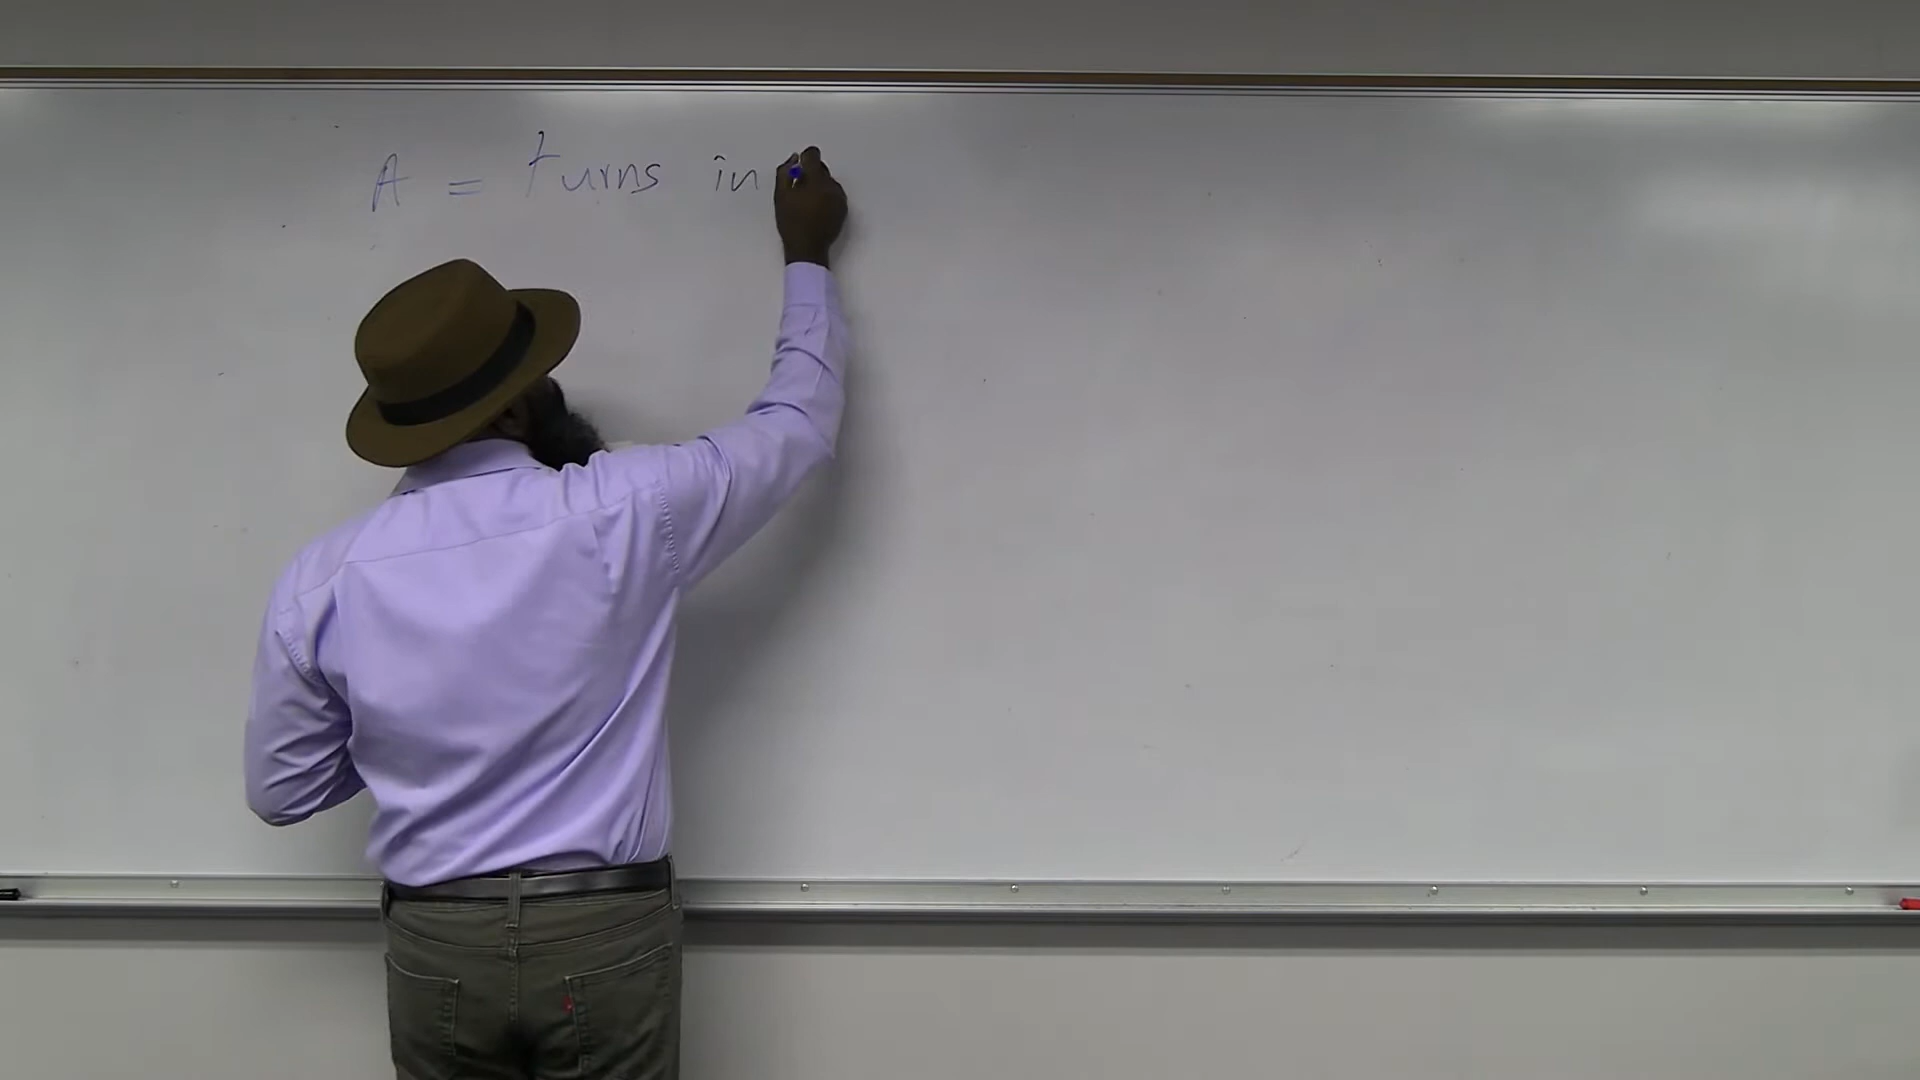 A = turns in